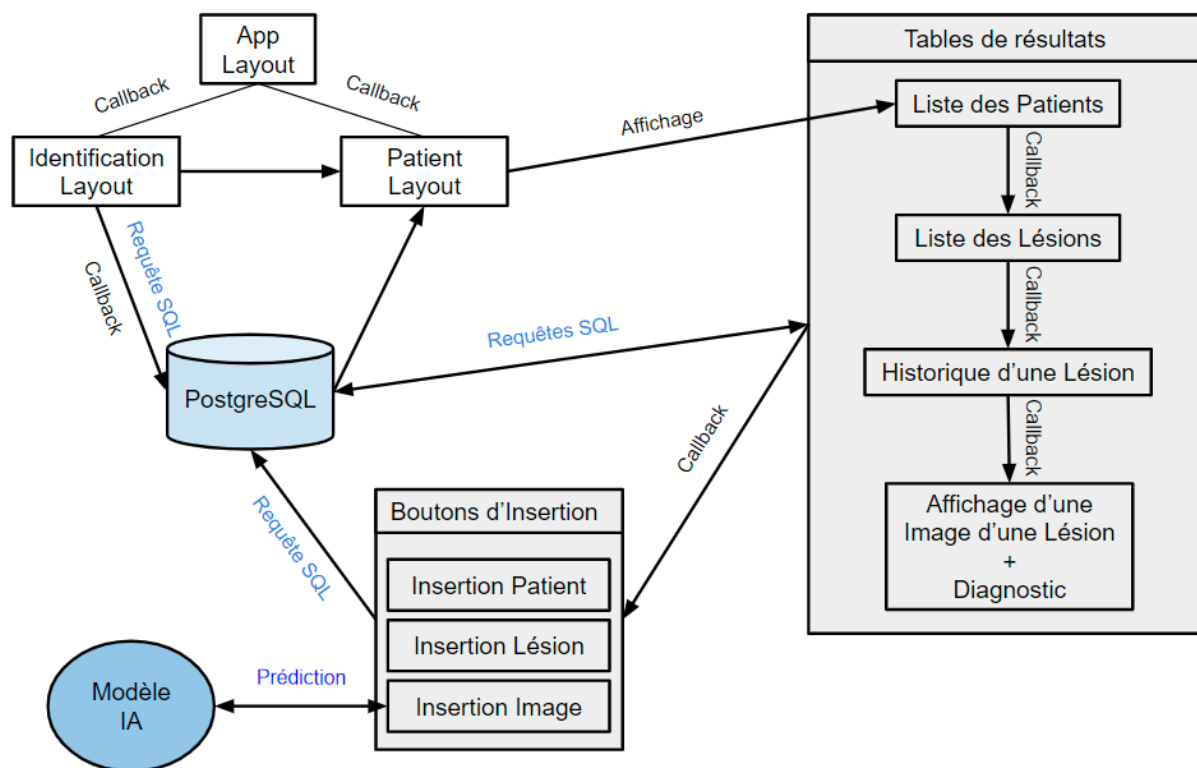 App
Layout
Callback
Callback
Identification
Layout
Patient
Layout
Affichage
Requête SQL
Callback
PostgreSQL
Requêtes SQL
Callback
Requête SQL
Boutons d'Insertion
Insertion Patient
Insertion Lésion
Insertion Image
Prédiction
Modèle
IA
Tables de résultats
Liste des Patients
Callback
Liste des Lésions
Callback
Historique d'une Lésion
Callback
Affichage d'une
Image d'une Lésion
+
Diagnostic